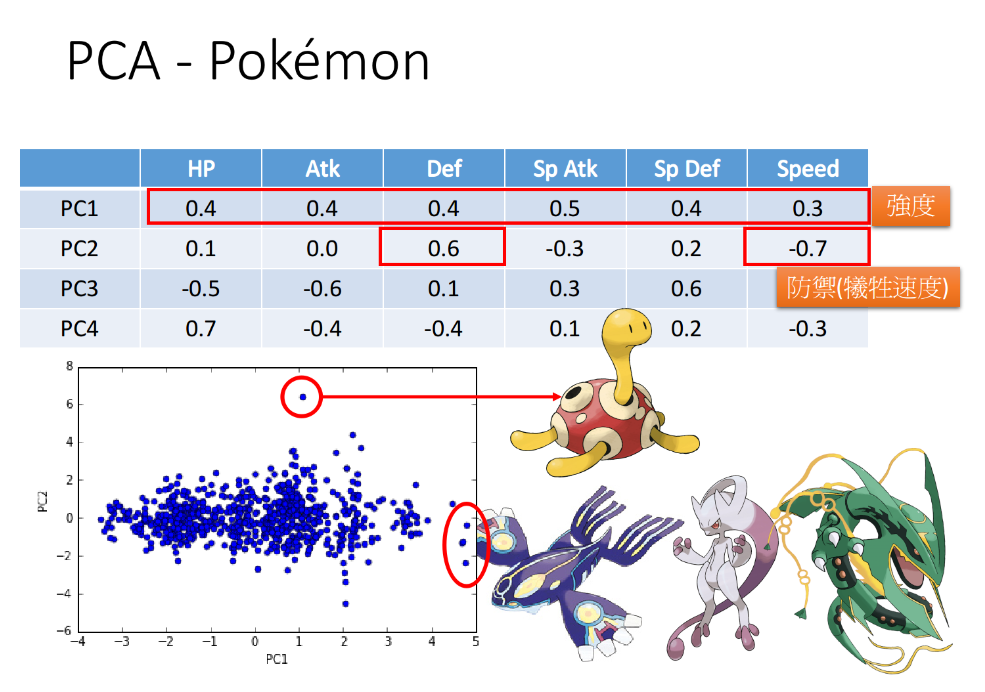 PCA - Pokémon
HP Atk Def Sp Atk Sp Def Speed
PC1 0.4 0.4 0.4 0.5 0.4 0.3
強度
PC2 0.1 0.0 0.6 -0.3 0.2 -0.7
PC3 -0.5 -0.6 0.1 0.3 0.6
防禦(犧牲速度)
PC4 0.7 -0.4 -0.4 0.1 0.2 -0.3
8
6
4
2
0
−2
−4
−6
PC2
−4 −3 −2 −1 0 1 2 3 4 5
PC1